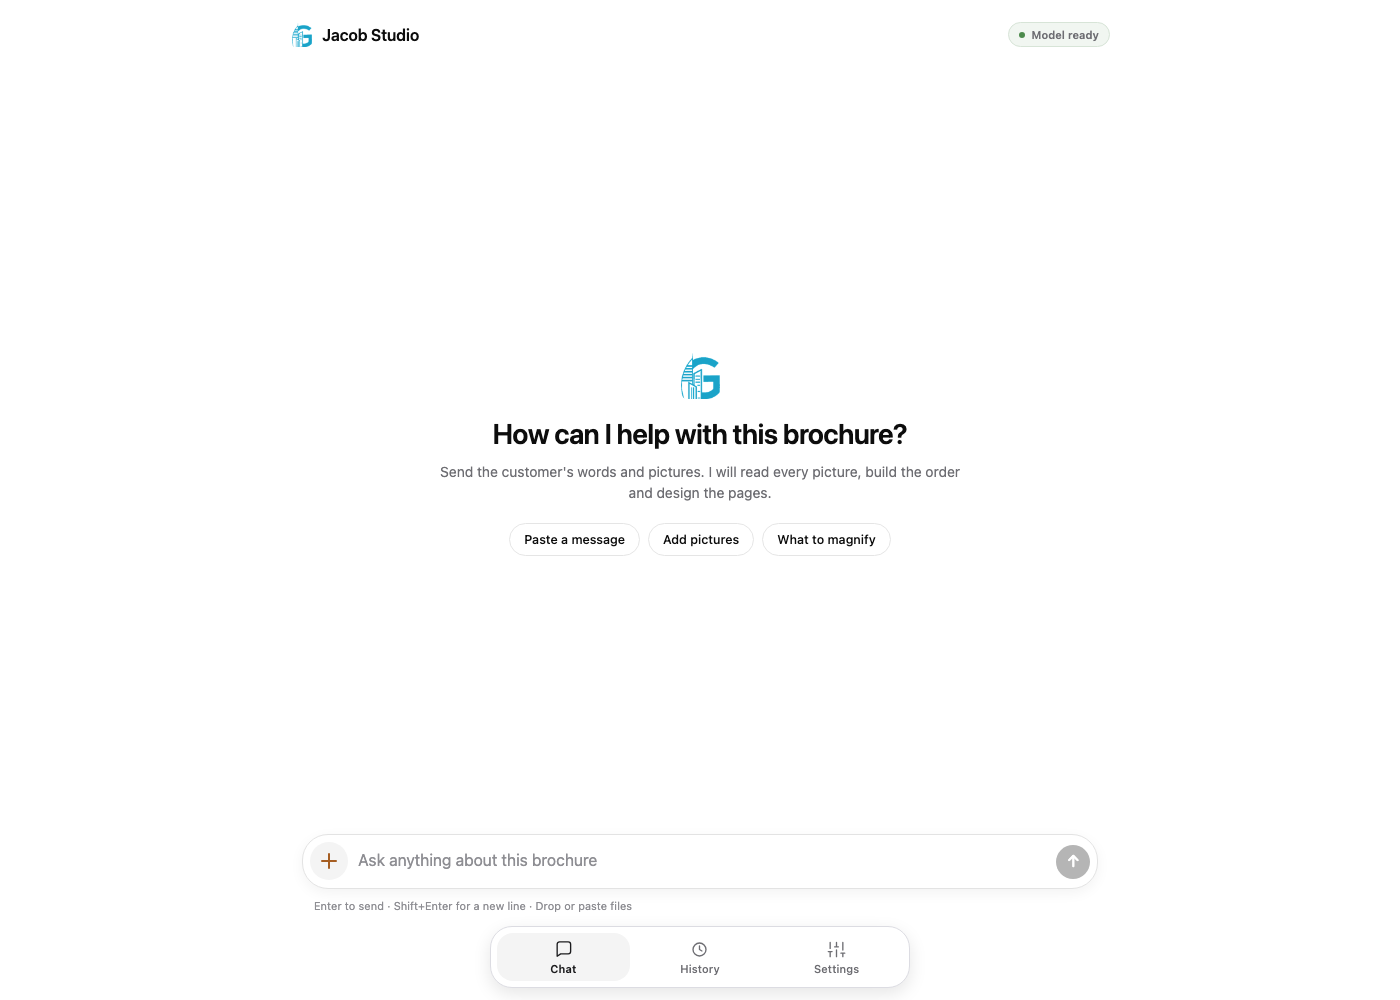 Jacob Studio
Model ready
How can I help with this brochure?
Send the customer's words and pictures. I will read every picture, build the order
and design the pages.
Paste a message
Add pictures
What to magnify
Ask anything about this brochure
Enter to send · Shift+Enter for a new line · Drop or paste files
Chat
History
Settings